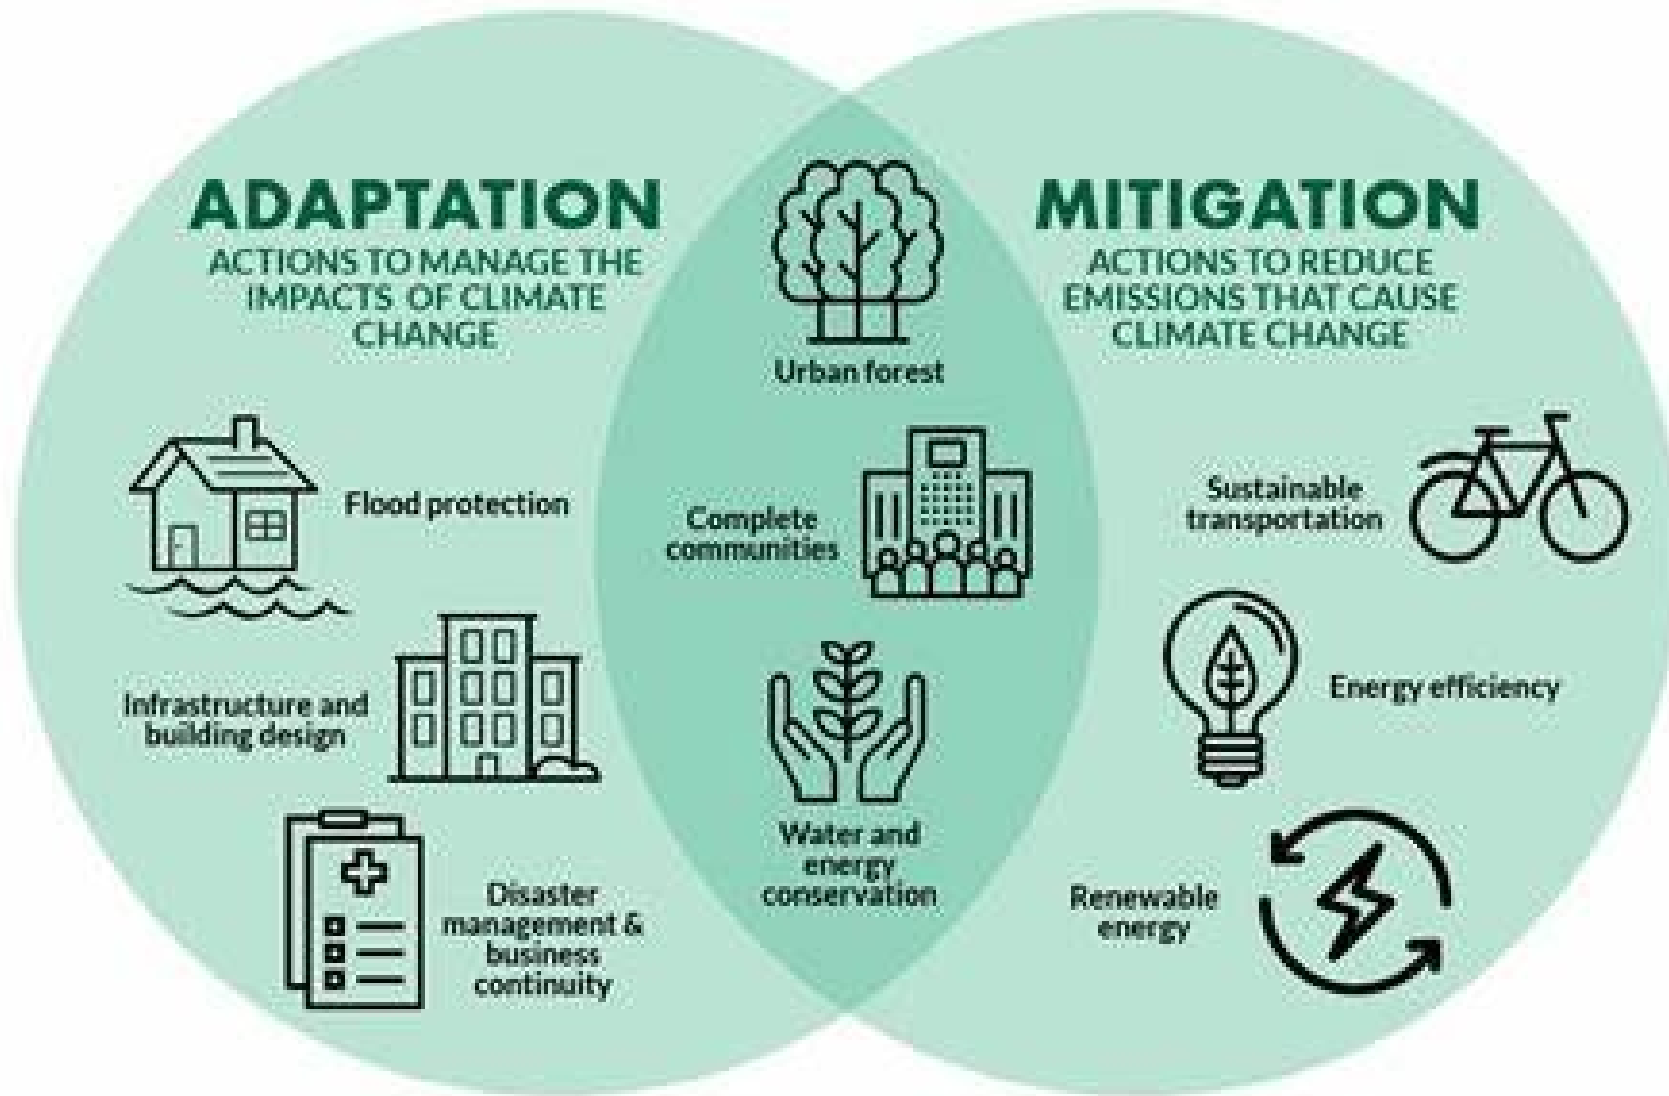 ADAPTATION
ACTIONS TO MANAGE THE
IMPACTS OF CLIMATE
CHANGE
Flood protection
Infrastructure and
building design
Disaster
management &
business
continuity
Urban forest
Complete
communities
Water and
energy
conservation
MITIGATION
ACTIONS TO REDUCE
EMISSIONS THAT CAUSE
CLIMATE CHANGE
Sustainable
transportation
Energy efficiency
Renewable
energy